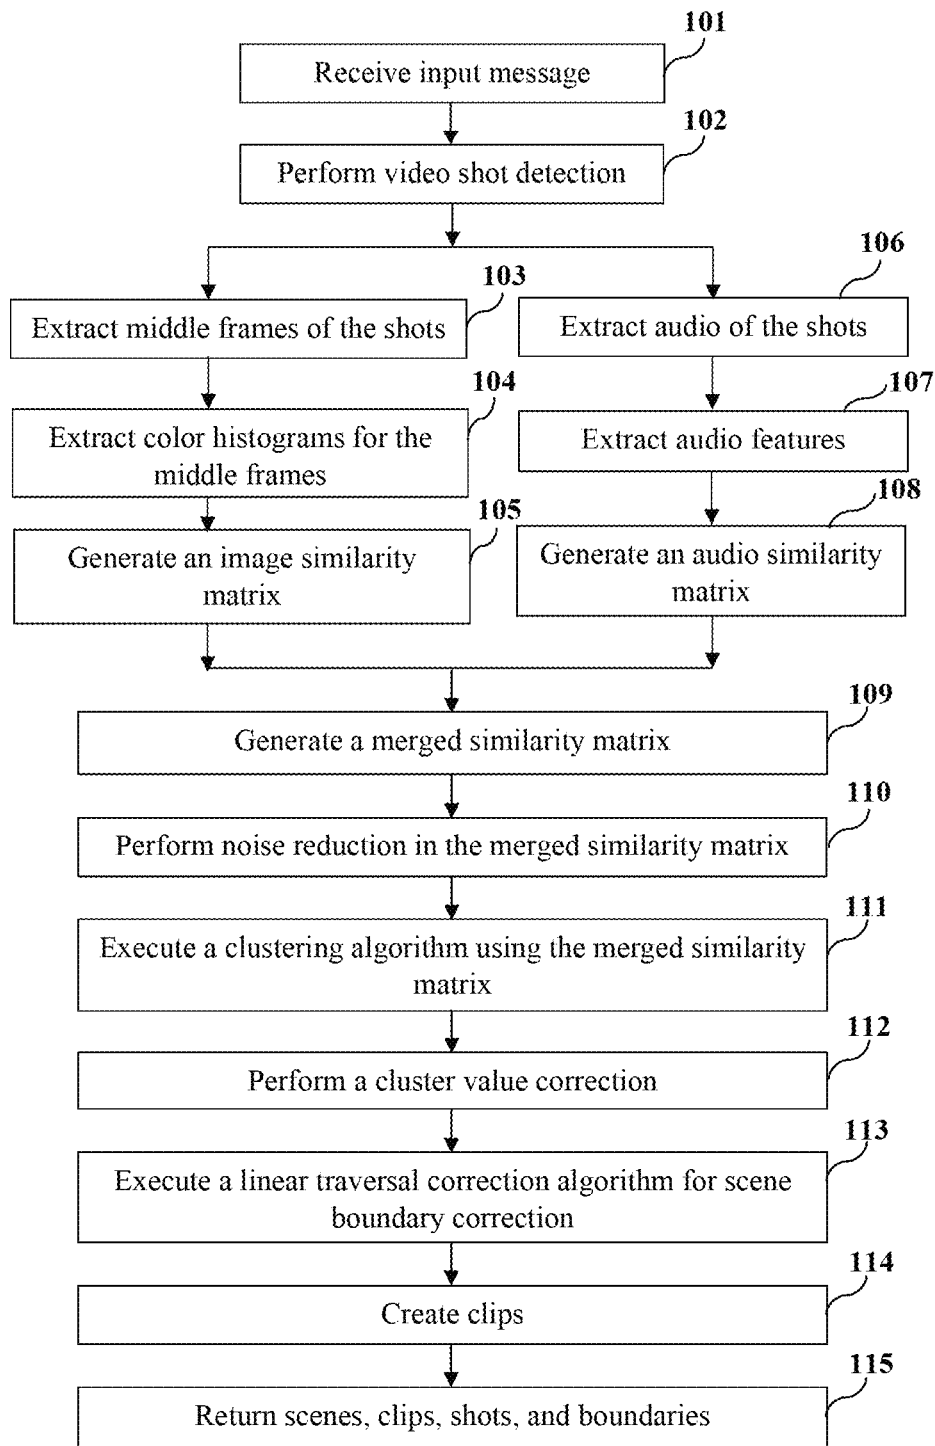 101
Receive input message
102
Perform video shot detection
103
Extract middle frames of the shots
104
Extract color histograms for the
middle frames
105
Generate an image similarity
matrix
106
Extract audio of the shots
107
Extract audio features
108
Generate an audio similarity
matrix
109
Generate a merged similarity matrix
110
Perform noise reduction in the merged similarity matrix
111
Execute a clustering algorithm using the merged similarity
matrix
112
Perform a cluster value correction
113
Execute a linear traversal correction algorithm for scene
boundary correction
114
Create clips
115
Return scenes, clips, shots, and boundaries